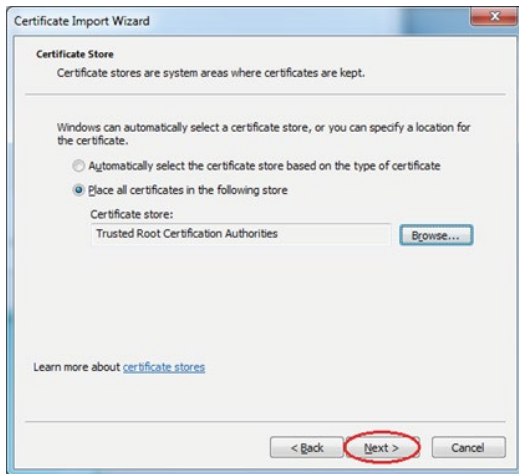 Certificate Import Wizard
Certificate Store
Certificate stores are system areas where certificates are kept.
Windows can automatically select a certificate store, or you can specify a location for
the certificate.
Automatically select the certificate store based on the type of certificate
Place all certificates in the following store
Certificate store:
Trusted Root Certification Authorities
Browse...
Learn more about certificate stores
< Back
Next >
Cancel